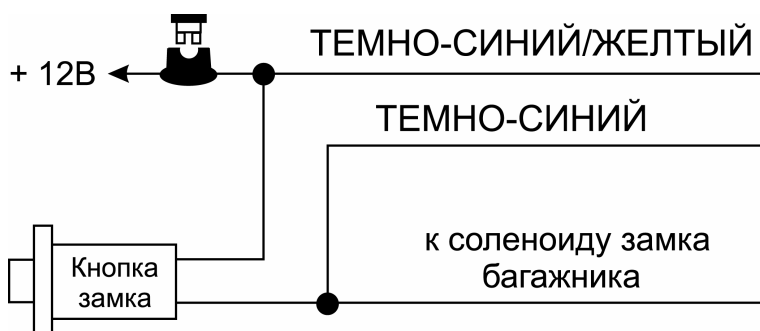 ТЕМНО-СИНИЙ/ЖЕЛТЫЙ
+ 12В
ТЕМНО-СИНИЙ
к соленоиду замка
багажника
Кнопка
замка